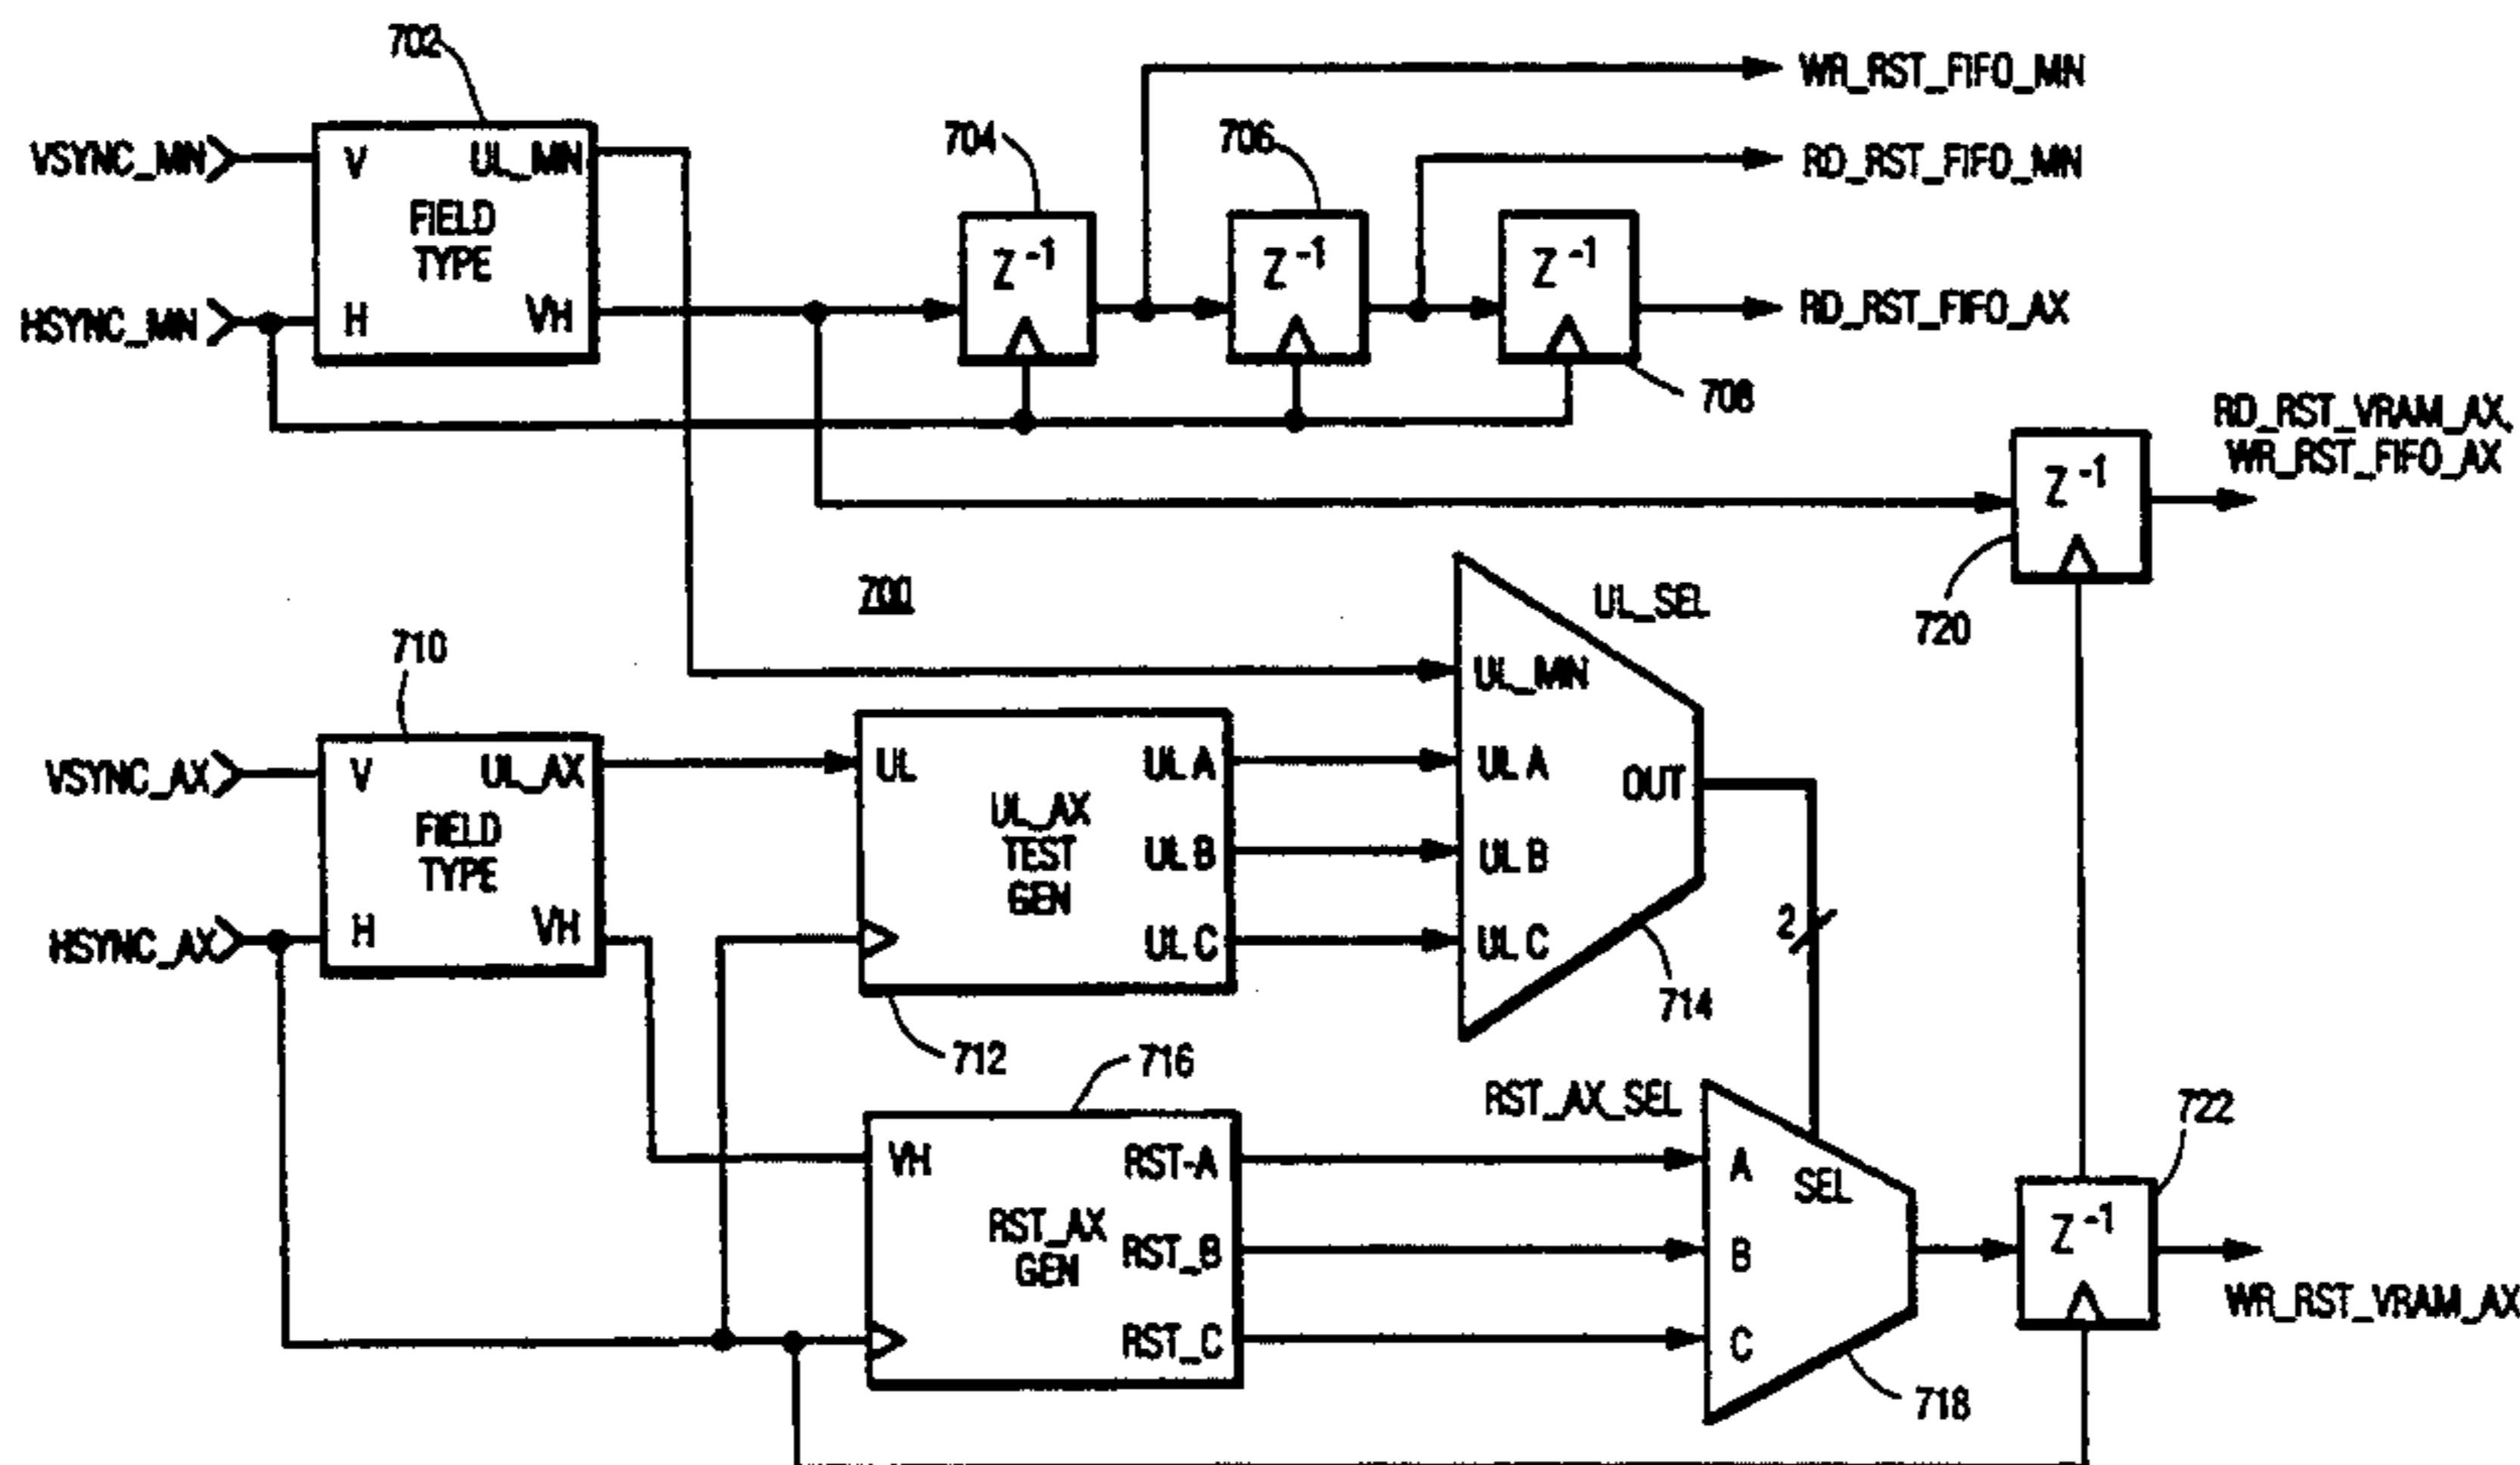 702
VSYNC_MN
V
UL_MN
FIELD
TYPE
HSYNC_MN
H
VH
704
Z-1
706
Z-1
Z-1
708
WR_RST_FIFO_MN
RD_RST_FIFO_MN
RD_RST_FIFO_AX
RD_RST_VRAM_AX,
WR_RST_FIFO_AX
Z-1
720
700
UL_SEL
UL_MN
UL A
UL B
UL C
OUT
714
2
710
VSYNC_AX
V
UL_AX
FIELD
TYPE
HSYNC_AX
H
VH
UL
UL_AX
TEST
GEN
UL A
UL B
UL C
712
716
VH
RST_AX
GEN
RST-A
RST_B
RST_C
RST_AX_SEL
A
B
C
SEL
718
722
Z-1
WR_RST_VRAM_AX